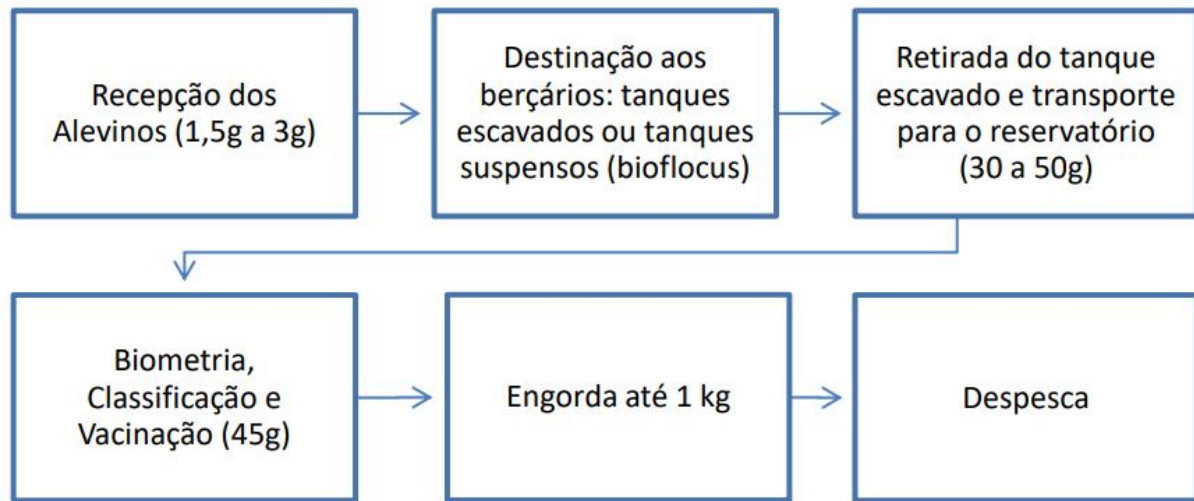 Recepção dos
Alevinos (1,5g a 3g)
Destinação aos
berçários: tanques
escavados ou tanques
suspensos (bioflocus)
Retirada do tanque
escavado e transporte
para o reservatório
(30 a 50g)
Biometria,
Classificação e
Vacinação (45g)
Engorda até 1 kg
Despesca